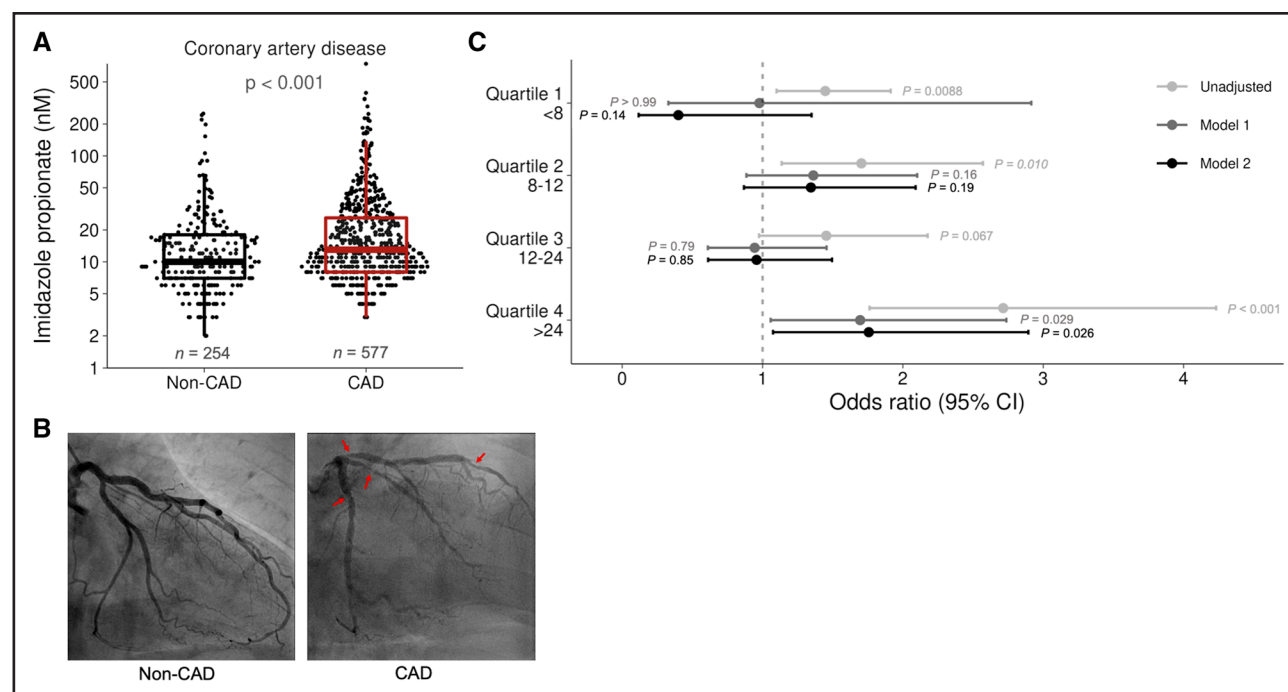 A
Coronary artery disease
p < 0.001
Imidazole propionate (nM)
500
200
100
50
20
10
5
2
1
n = 254
n = 577
Non-CAD
CAD
B
Non-CAD
CAD
C
Quartile 1
<8
P = 0.0088
P > 0.99
P = 0.14
Quartile 2
8-12
P = 0.010
P = 0.16
P = 0.19
Quartile 3
12-24
P = 0.067
P = 0.79
P = 0.85
Quartile 4
>24
P < 0.001
P = 0.029
P = 0.026
0 1 2 3 4
Odds ratio (95% CI)
Unadjusted
Model 1
Model 2